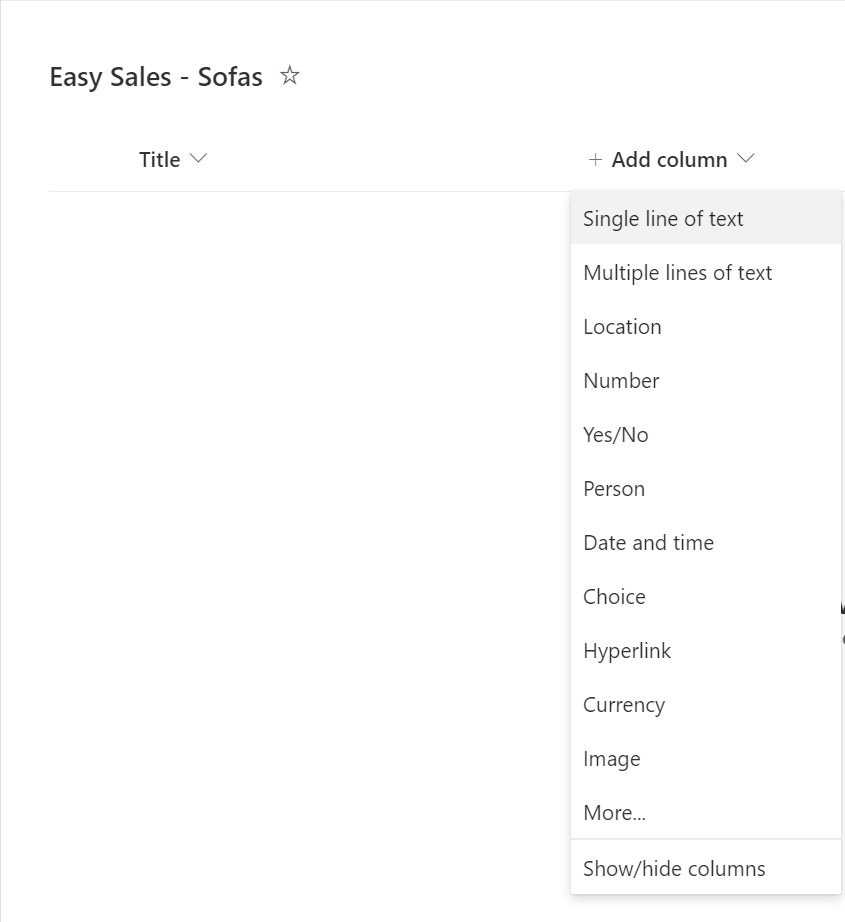 Easy Sales - Sofas ☆
Title
+ Add column
Single line of text
Multiple lines of text
Location
Number
Yes/No
Person
Date and time
Choice
Hyperlink
Currency
Image
More...
Show/hide columns